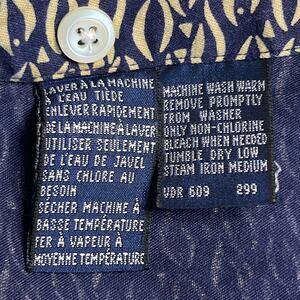 LAVER À LA MACHINE
À L'EAU TIÈDE
ENLEVER RAPIDEMENT
DE LA MACHINE À LAVER
UTILISER SEULEMENT
DE L'EAU DE JAVEL
SANS CHLORE AU
BESOIN
SÉCHER MACHINE À
BASSE TEMPÉRATURE
FER À VAPEUR À
MOYENNE TEMPÉRATURE
MACHINE WASH WARM
REMOVE PROMPTLY
FROM WASHER
ONLY NON-CHLORINE
BLEACH WHEN NEEDED
TUMBLE DRY LOW
STEAM IRON MEDIUM
VDR 609 299